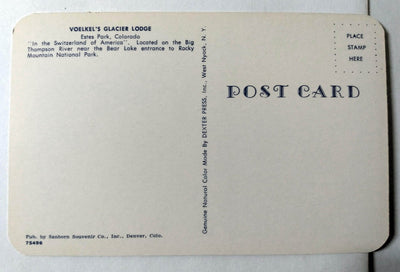 VOELKEL'S GLACIER LODGE
Estes Park, Colorado
"In the Switzerland of America". Located on the Big
Thompson River near the Bear Lake entrance to Rocky
Mountain National Park.
Pub. by Sanborn Souvenir Co., Inc., Denver, Colo.
75496
Genuine Natural Color Made By DEXTER PRESS, Inc., West Nyack, N. Y.
PLACE
STAMP
HERE
POST CARD